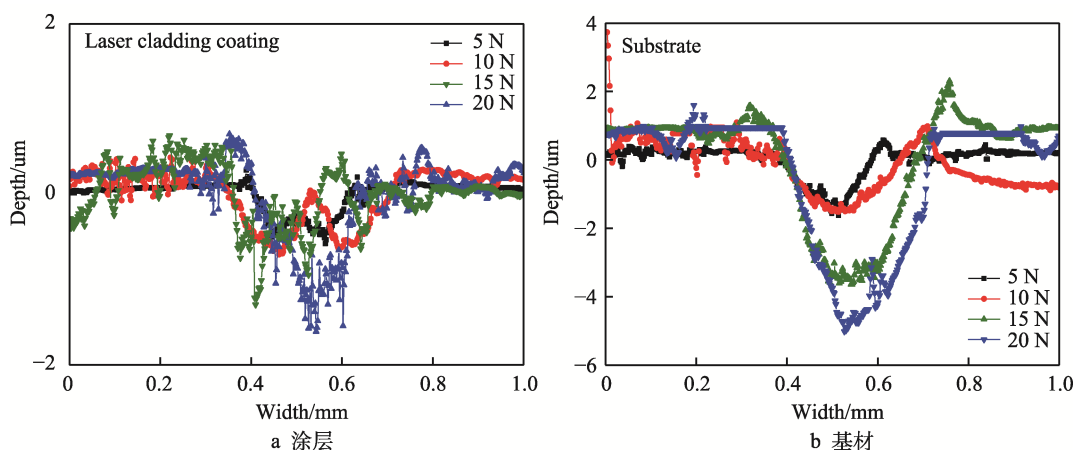 2
Laser cladding coating
5 N
10 N
15 N
20 N
0
−2
Depth/um
0
0.2
0.4
0.6
0.8
1.0
Width/mm
a 涂层
4
Substrate
2
0
−2
−4
−6
Depth/um
5 N
10 N
15 N
20 N
0
0.2
0.4
0.6
0.8
1.0
Width/mm
b 基材